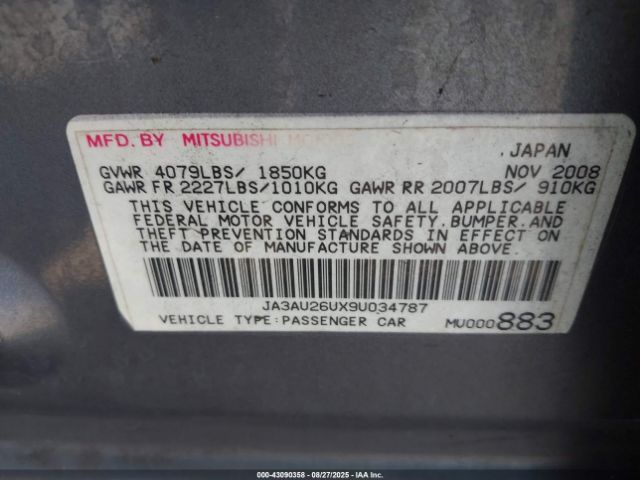 MFD. BY MITSUBISHI
JAPAN
GVWR 4079LBS/ 1850KG NOV 2008
GAWR FR 2227LBS/1010KG GAWR RR 2007LBS/ 910KG
THIS VEHICLE CONFORMS TO ALL APPLICABLE
FEDERAL MOTOR VEHICLE SAFETY, BUMPER, AND
THEFT PREVENTION STANDARDS IN EFFECT ON
THE DATE OF MANUFACTURE SHOWN ABOVE.
JA3AU26UX9U034787
VEHICLE TYPE:PASSENGER CAR MU000883
000-43090358 - 08/27/2025 - IAAI INC.